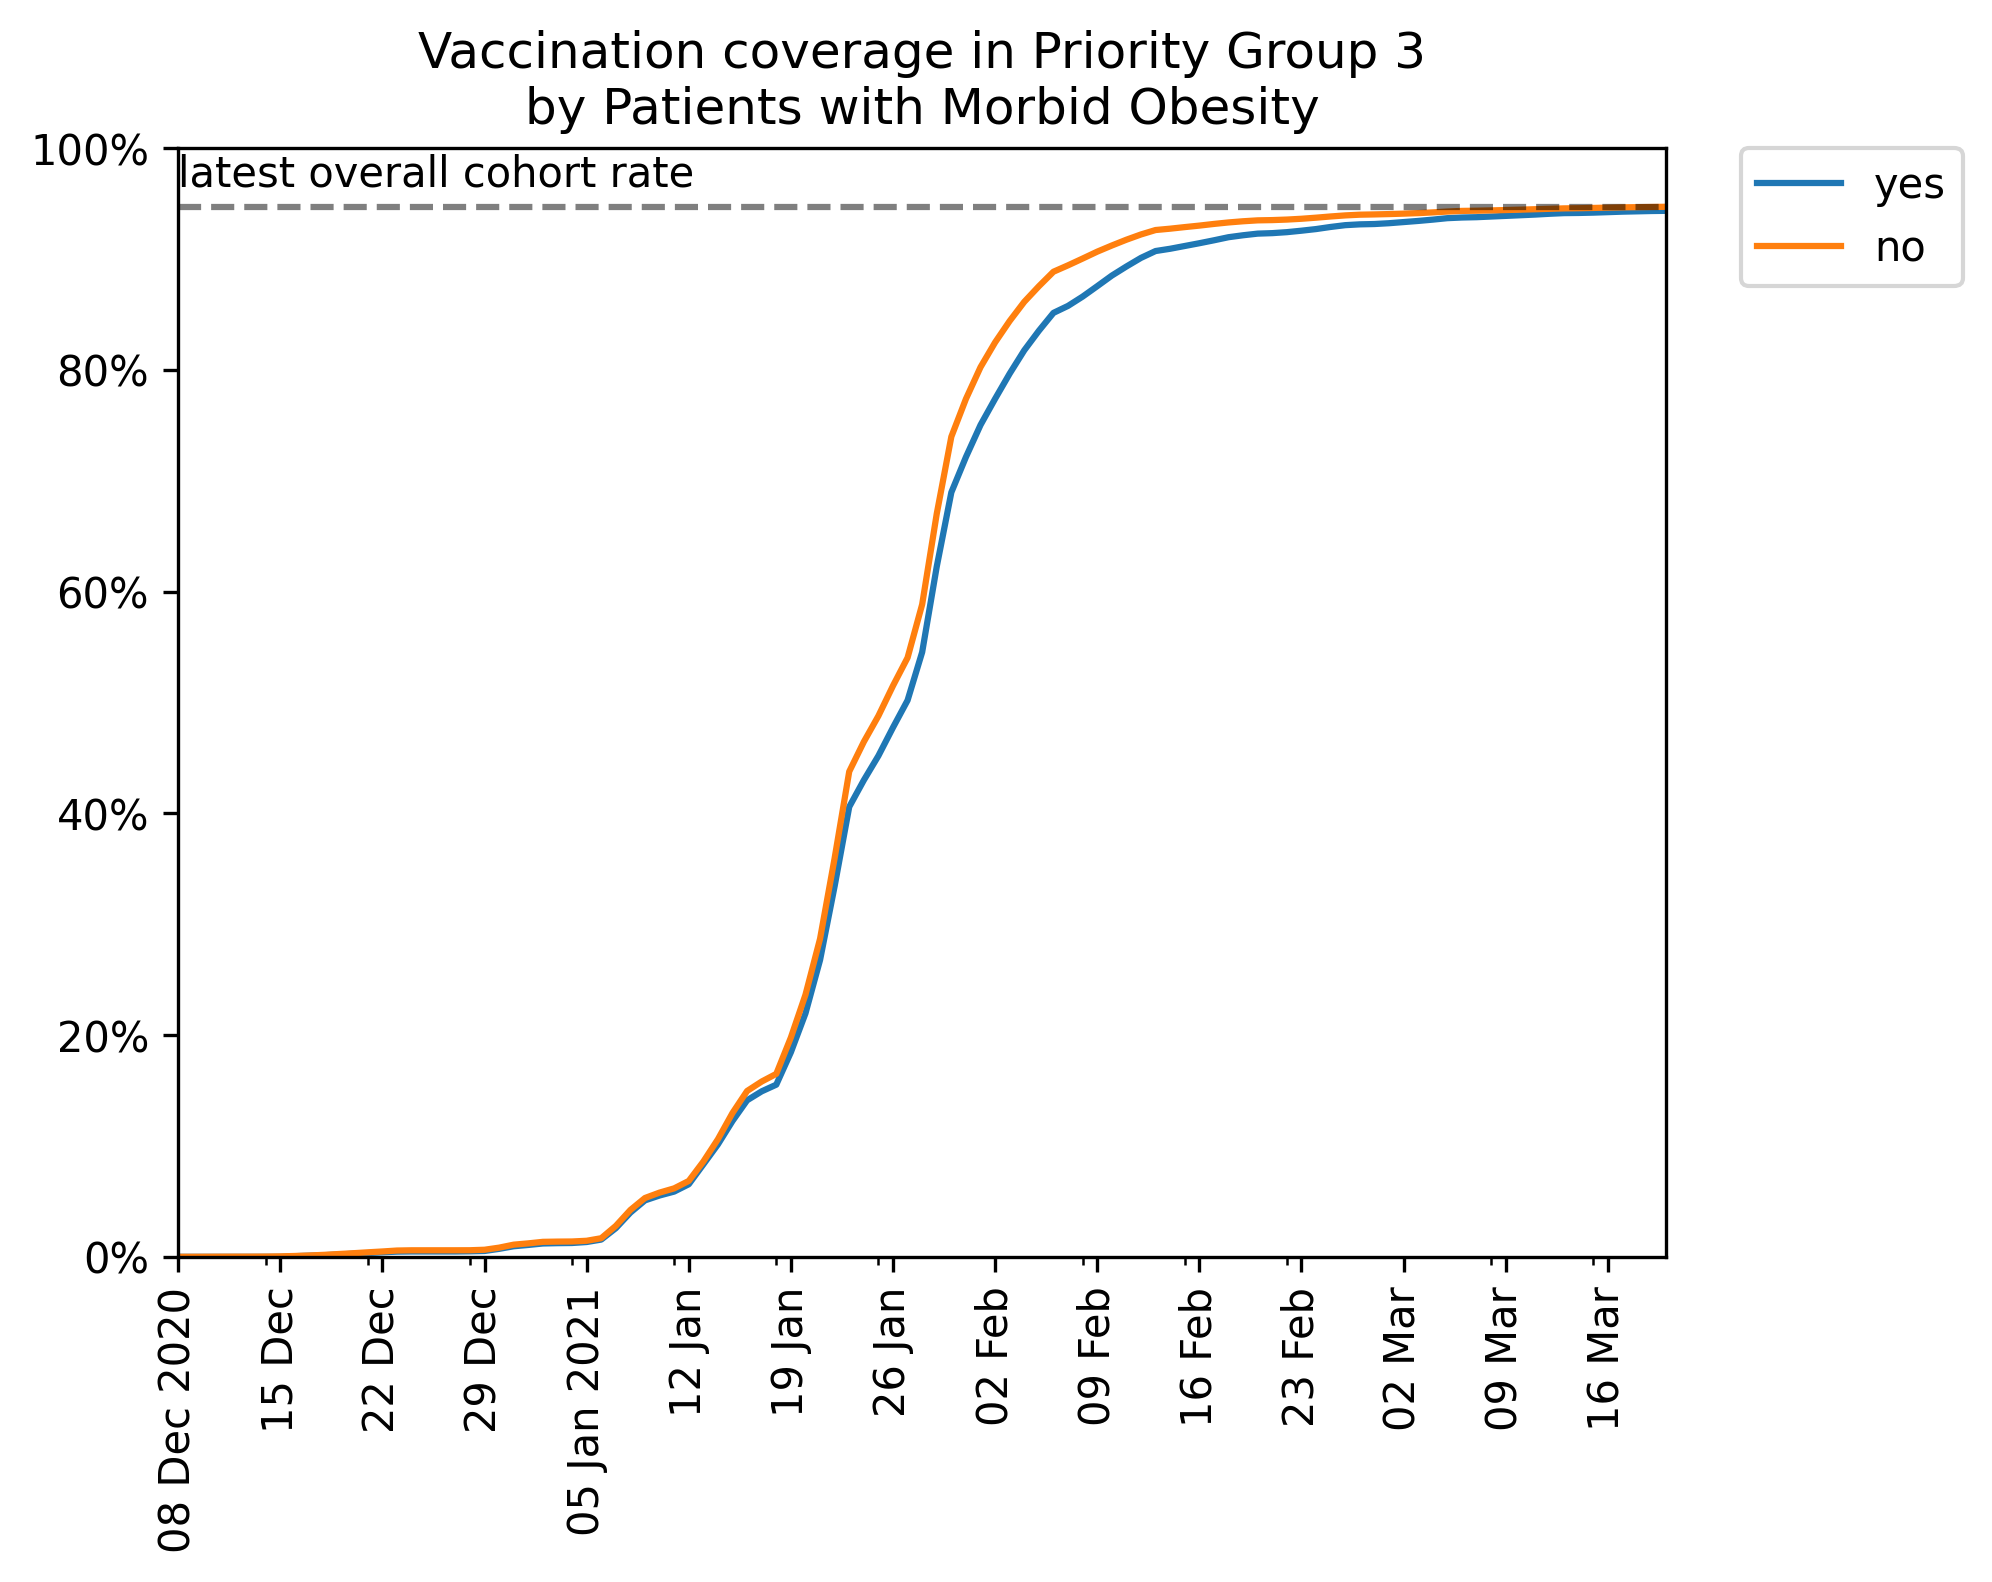 Vaccination coverage in Priority Group 3
by Patients with Morbid Obesity
100%
latest overall cohort rate
80%
60%
40%
20%
0%
yes
no
08 Dec 2020
15 Dec
22 Dec
29 Dec
05 Jan 2021
12 Jan
19 Jan
26 Jan
02 Feb
09 Feb
16 Feb
23 Feb
02 Mar
09 Mar
16 Mar